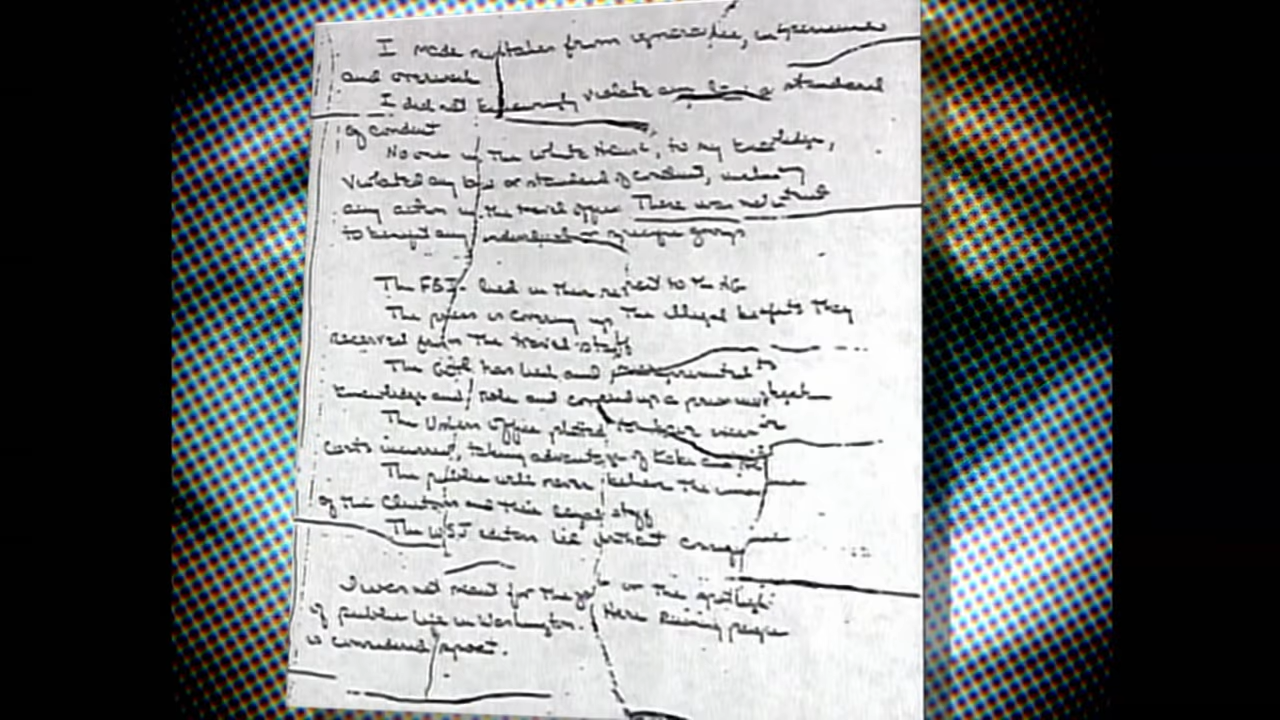 I made mistakes from ignorance, inexperience
and overwork
I did not knowingly violate any law or standard
of conduct
No one in The White House, to my knowledge,
violated any law or standard of conduct, including
any action in the travel office. There was no intent
to benefit any individual or specific group
The FBI lied in their report to the AG
The press is covering up the illegal benefits they
received from the travel staff
The GOP has lied and misrepresented its
knowledge and role and covered up a prior investigation
The Ushers Office plotted to have excessive
costs incurred, taking advantage of Kaki and HRC
The public will never believe the innocence
of the Clintons and their loyal staff
The WSJ editors lie without consequence
I was not meant for the job or the spotlight
of public life in Washington. Here ruining people
is considered sport.